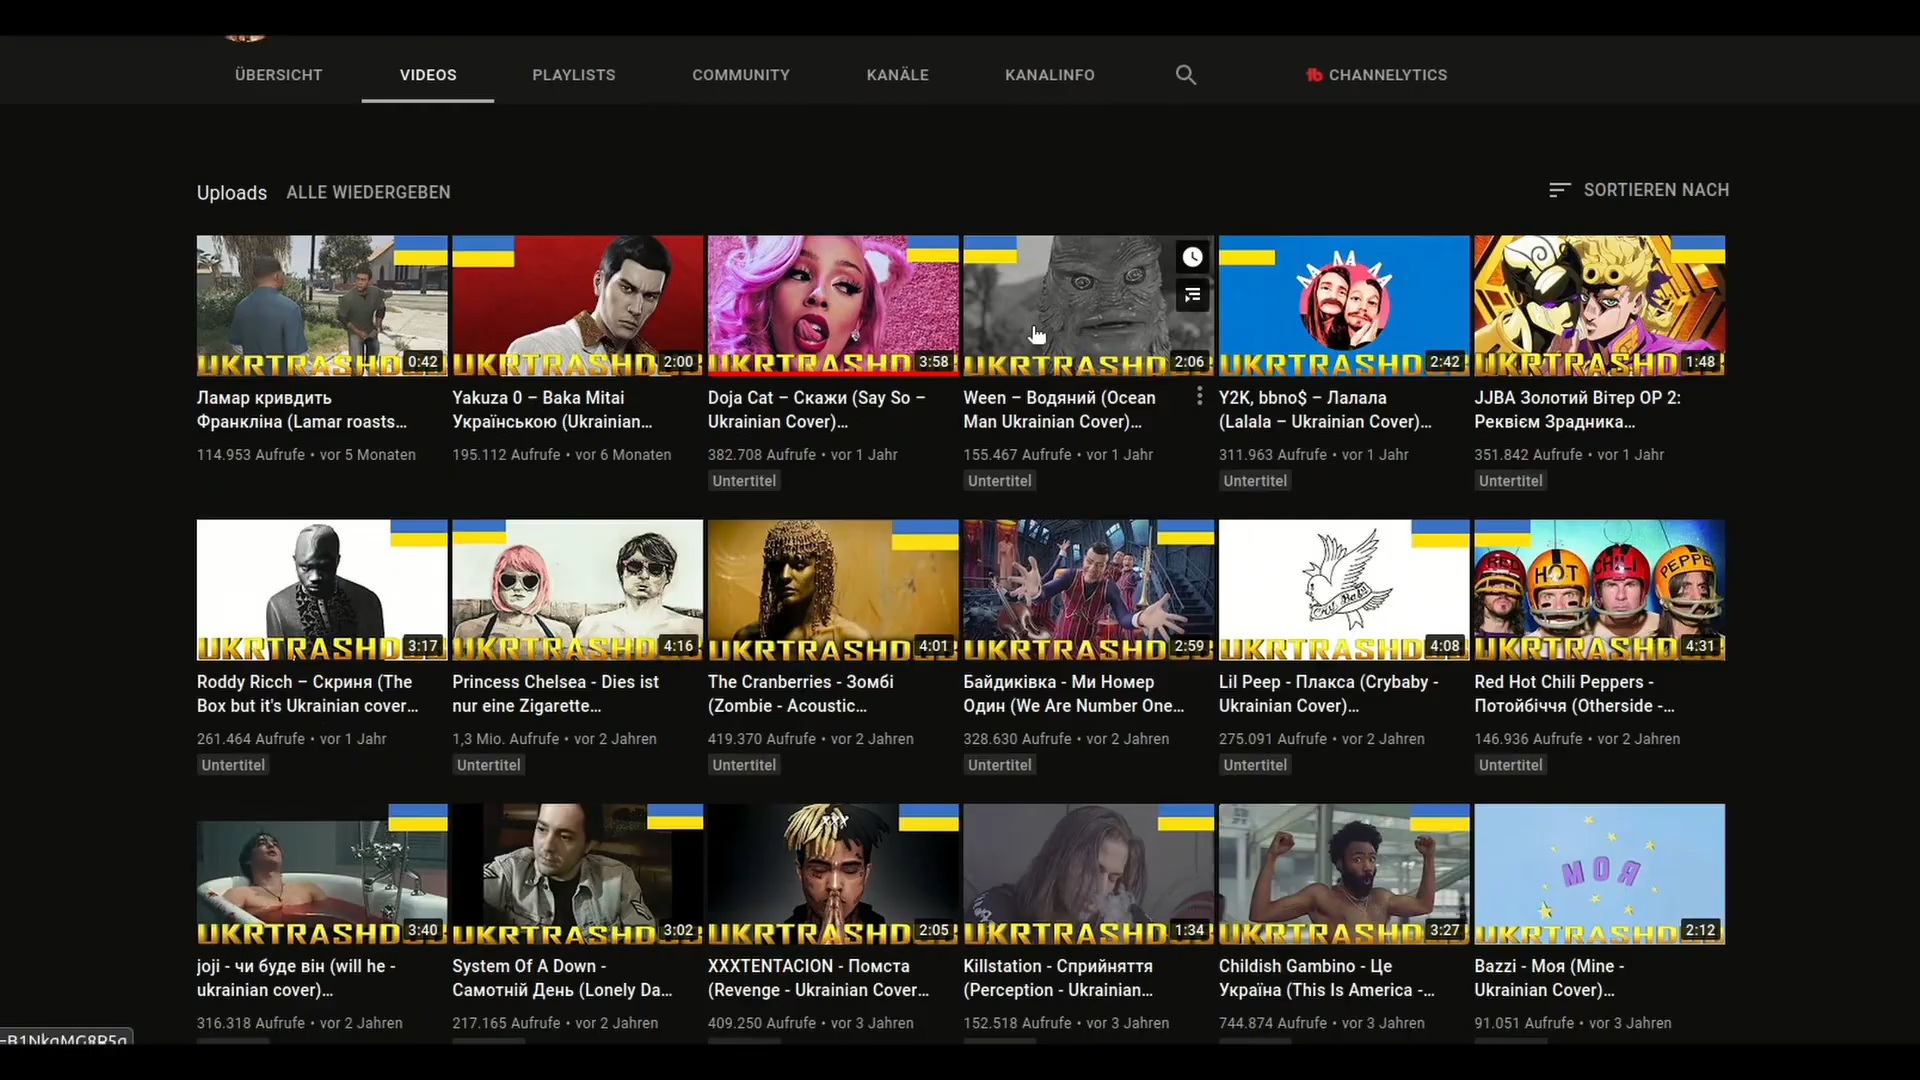 ÜBERSICHT VIDEOS PLAYLISTS COMMUNITY KANÄLE KANALINFO CHANNELYTICS
Uploads ALLE WIEDERGEBEN SORTIEREN NACH
UKRTRASHD 0:42
UKRTRASHD 2:00
UKRTRASHD 3:58
UKRTRASHD 2:06
LA LA LA LA
UKRTRASHD 2:42
UKRTRASHD 1:48
Ламар кривдить
Франкліна (Lamar roasts...
114.953 Aufrufe • vor 5 Monaten
Yakuza 0 – Baka Mitai
Українською (Ukrainian...
195.112 Aufrufe • vor 6 Monaten
Doja Cat – Скажи (Say So –
Ukrainian Cover)...
382.708 Aufrufe • vor 1 Jahr
Untertitel
Ween – Водяний (Ocean
Man Ukrainian Cover)...
155.467 Aufrufe • vor 1 Jahr
Untertitel
Y2K, bbno$ – Лалала
(Lalala – Ukrainian Cover)...
311.963 Aufrufe • vor 1 Jahr
Untertitel
JJBA Золотий Вітер OP 2:
Реквієм Зрадника...
351.842 Aufrufe • vor 1 Jahr
Untertitel
UKRTRASHD 3:17
UKRTRASHD 4:16
UKRTRASHD 4:01
UKRTRASHD 2:59
Cry Baby
UKRTRASHD 4:08
RED HOT CHILI PEPPE
UKRTRASHD 4:31
Roddy Ricch – Скриня (The
Box but it's Ukrainian cover...
261.464 Aufrufe • vor 1 Jahr
Untertitel
Princess Chelsea - Dies ist
nur eine Zigarette...
1,3 Mio. Aufrufe • vor 2 Jahren
Untertitel
The Cranberries - Зомбі
(Zombie - Acoustic...
419.370 Aufrufe • vor 2 Jahren
Untertitel
Байдиківка - Ми Номер
Один (We Are Number One...
328.630 Aufrufe • vor 2 Jahren
Untertitel
Lil Peep - Плакса (Crybaby -
Ukrainian Cover)...
275.091 Aufrufe • vor 2 Jahren
Untertitel
Red Hot Chili Peppers -
Потойбіччя (Otherside -...
146.936 Aufrufe • vor 2 Jahren
Untertitel
UKRTRASHD 3:40
UKRTRASHD 3:02
XXX
UKRTRASHD 2:05
UKRTRASHD 1:34
UKRTRASHD 3:27
МОЯ
UKRTRASHD 2:12
joji - чи буде він (will he -
ukrainian cover)...
316.318 Aufrufe • vor 2 Jahren
System Of A Down -
Самотній День (Lonely Da...
217.165 Aufrufe • vor 2 Jahren
XXXTENTACION - Помста
(Revenge - Ukrainian Cover...
409.250 Aufrufe • vor 3 Jahren
Killstation - Сприйняття
(Perception - Ukrainian...
152.518 Aufrufe • vor 3 Jahren
Childish Gambino - Це
Україна (This Is America -...
744.874 Aufrufe • vor 3 Jahren
Bazzi - Моя (Mine -
Ukrainian Cover)...
91.051 Aufrufe • vor 3 Jahren